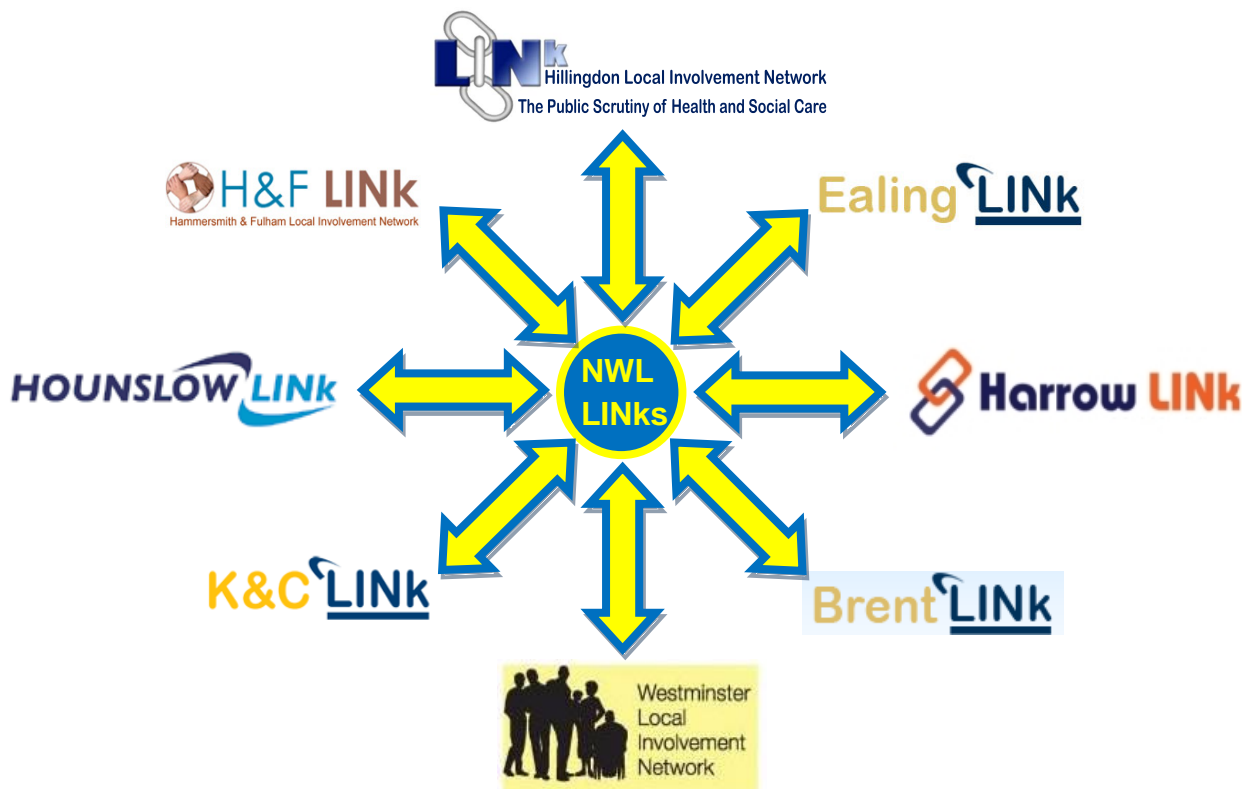 LINk
Hillingdon Local Involvement Network
The Public Scrutiny of Health and Social Care
H&F LINk
Hammersmith & Fulham Local Involvement Network
Ealing LINk
NWL
LINks
HOUNSLOW LINk
Harrow LINk
K&C LINk
Brent LINk
Westminster
Local
Involvement
Network